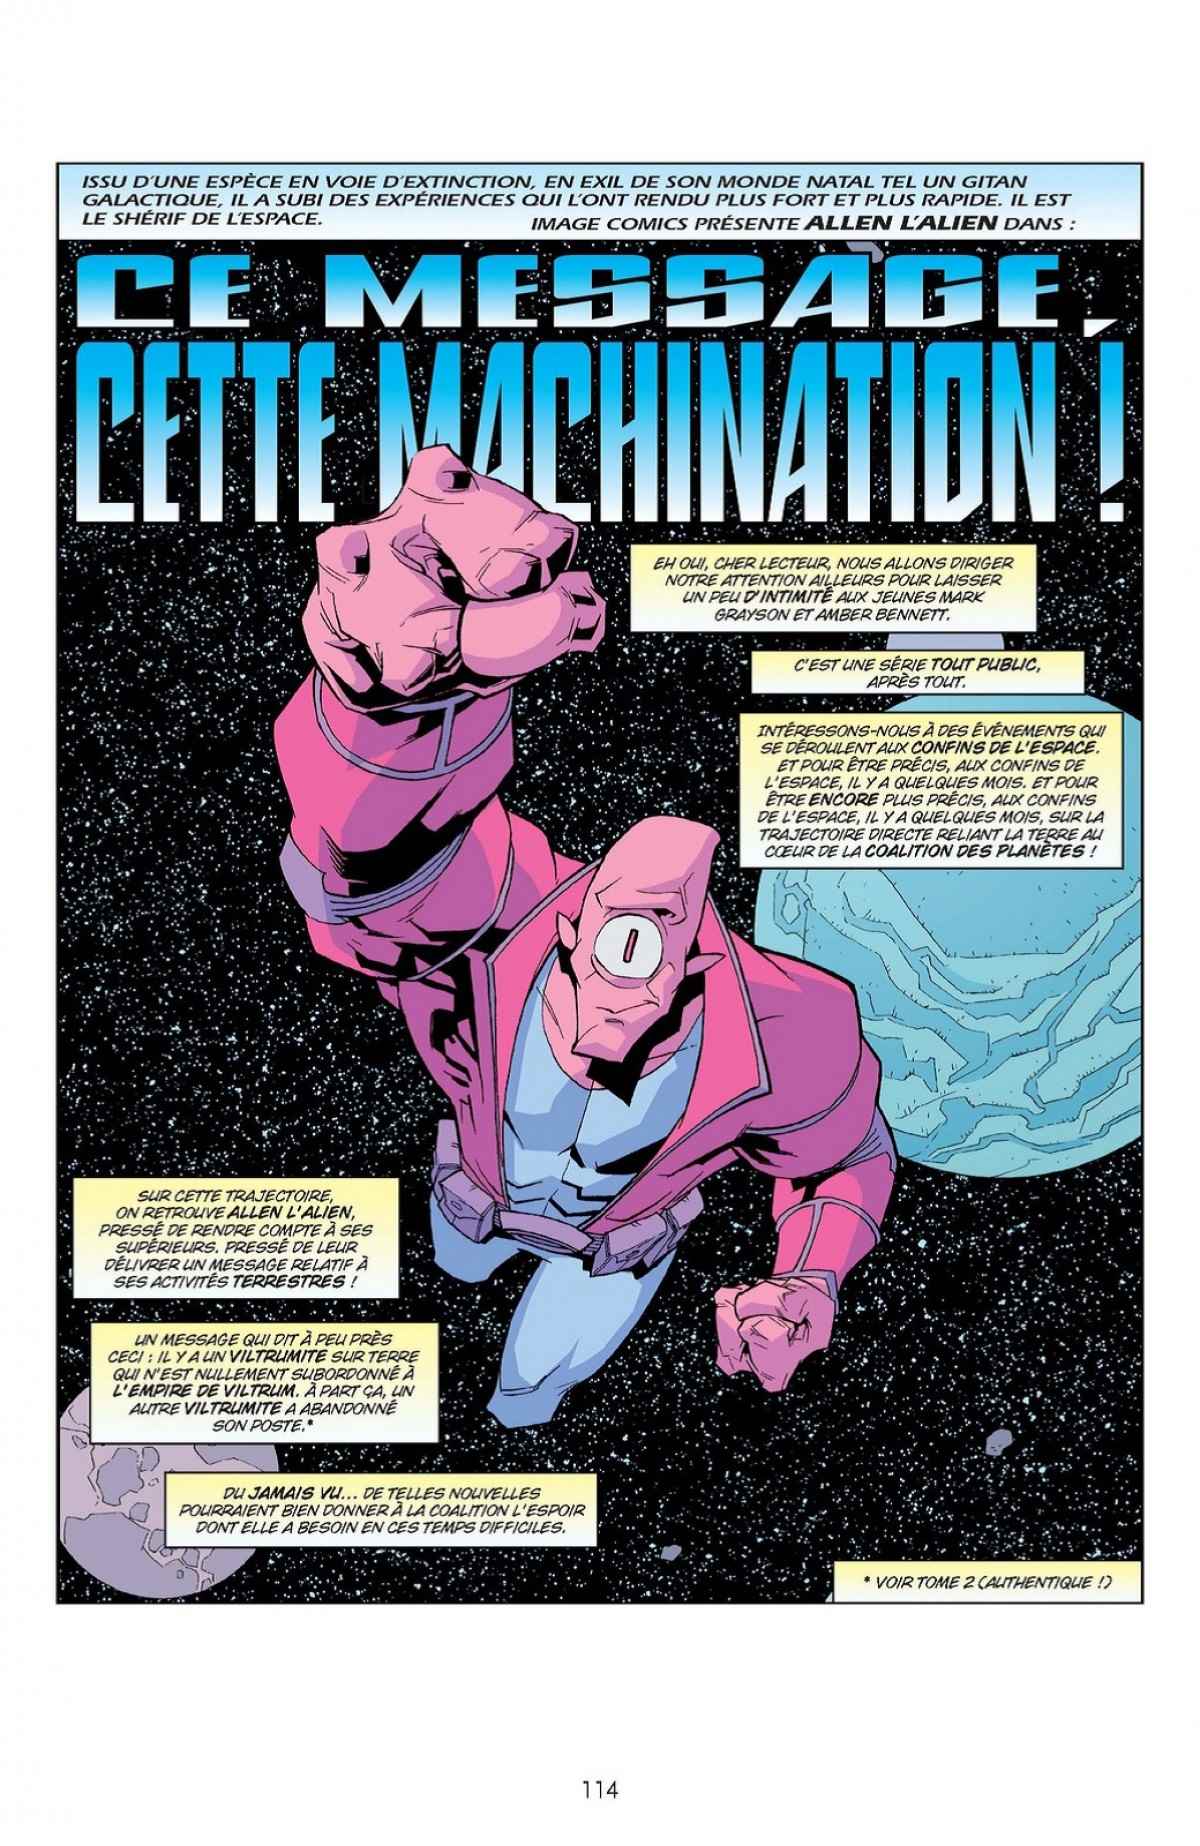 ISSU D'UNE ESPÈCE EN VOIE D'EXTINCTION, EN EXIL DE SON MONDE NATAL TEL UN GITAN
GALACTIQUE, IL A SUBI DES EXPÉRIENCES QUI L'ONT RENDU PLUS FORT ET PLUS RAPIDE. IL EST
LE SHÉRIF DE L'ESPACE.
IMAGE COMICS PRÉSENTE ALLEN L'ALIEN DANS :
CE MESSAGE,
CETTE MACHINATION !
EH OUI, CHER LECTEUR, NOUS ALLONS DIRIGER
NOTRE ATTENTION AILLEURS POUR LAISSER
UN PEU D'INTIMITÉ AUX JEUNES MARK
GRAYSON ET AMBER BENNETT.
C'EST UNE SÉRIE TOUT PUBLIC,
APRÈS TOUT.
INTÉRESSONS-NOUS À DES ÉVÉNEMENTS QUI
SE DÉROULENT AUX CONFINS DE L'ESPACE.
ET POUR ÊTRE PRÉCIS, AUX CONFINS DE
L'ESPACE, IL Y A QUELQUES MOIS. ET POUR
ÊTRE ENCORE PLUS PRÉCIS, AUX CONFINS
DE L'ESPACE, IL Y A QUELQUES MOIS, SUR LA
TRAJECTOIRE DIRECTE RELIANT LA TERRE AU
CŒUR DE LA COALITION DES PLANÈTES !
SUR CETTE TRAJECTOIRE,
ON RETROUVE ALLEN L'ALIEN,
PRESSÉ DE RENDRE COMPTE À SES
SUPÉRIEURS. PRESSÉ DE LEUR
DÉLIVRER UN MESSAGE RELATIF À
SES ACTIVITÉS TERRESTRES !
UN MESSAGE QUI DIT À PEU PRÈS
CECI : IL Y A UN VILTRUMITE SUR TERRE
QUI N'EST NULLEMENT SUBORDONNÉ À
L'EMPIRE DE VILTRUM. À PART ÇA, UN
AUTRE VILTRUMITE A ABANDONNÉ
SON POSTE.*
DU JAMAIS VU... DE TELLES NOUVELLES
POURRAIENT BIEN DONNER À LA COALITION L'ESPOIR
DONT ELLE A BESOIN EN CES TEMPS DIFFICILES.
* VOIR TOME 2 (AUTHENTIQUE !)
114